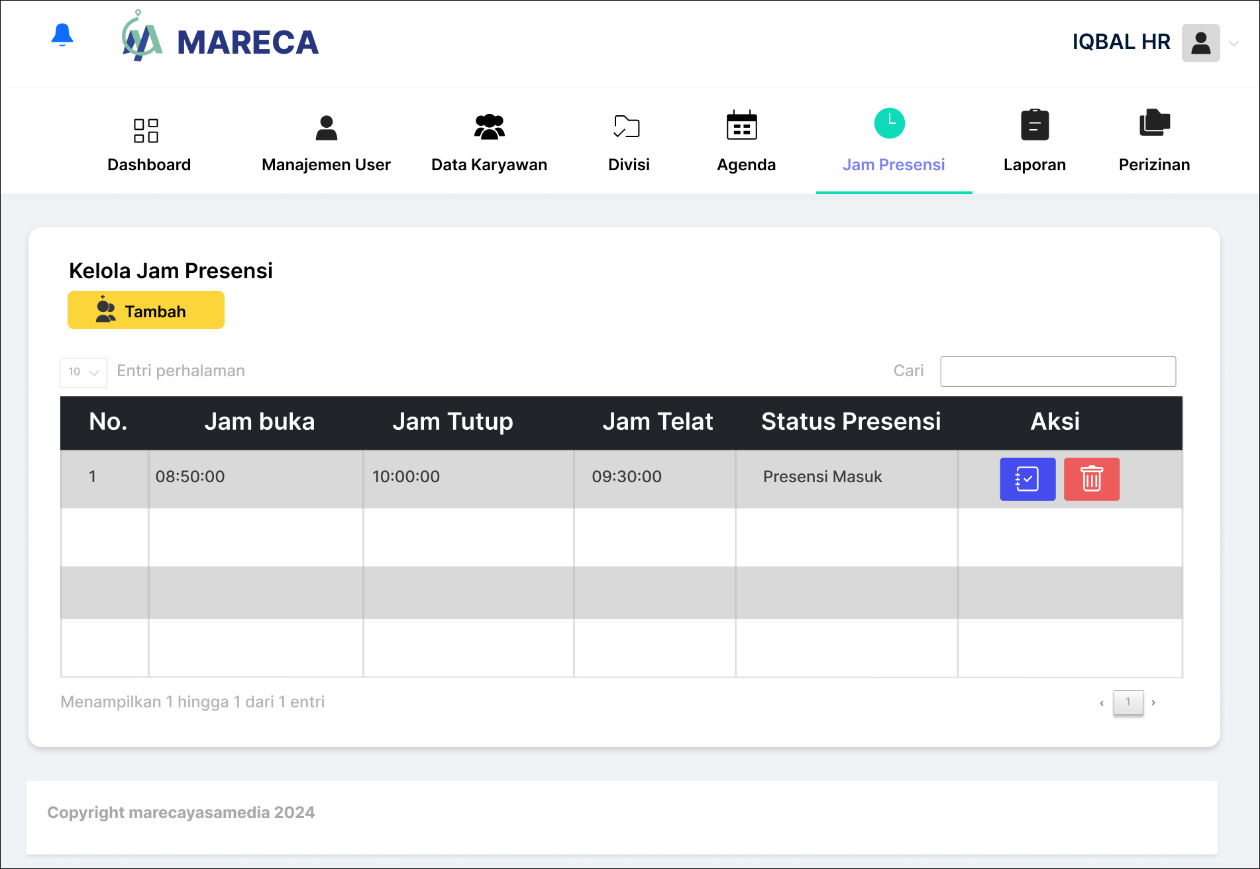 MARECA
IQBAL HR
Dashboard
Manajemen User
Data Karyawan
Divisi
Agenda
Jam Presensi
Laporan
Perizinan
Kelola Jam Presensi
Tambah
10 Entri perhalaman
Cari
No. Jam buka Jam Tutup Jam Telat Status Presensi Aksi
1 08:50:00 10:00:00 09:30:00 Presensi Masuk
Menampilkan 1 hingga 1 dari 1 entri
‹ 1 ›
Copyright marecayasamedia 2024